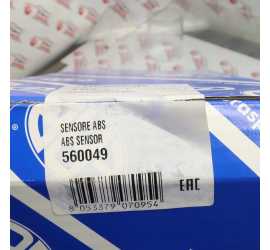 SENSORE ABS
ABS SENSOR
560049
EAC
8 053379 070954